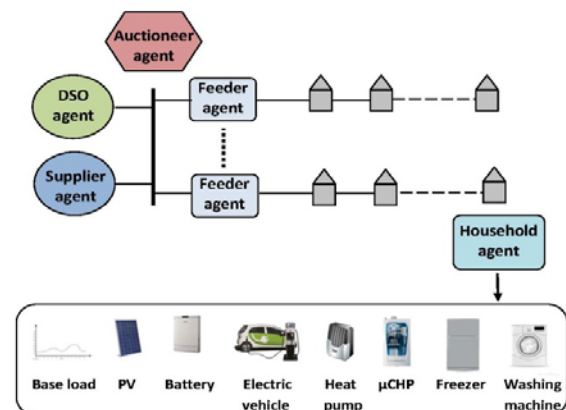 Auctioneer
agent
DSO
agent
Feeder
agent
Supplier
agent
Feeder
agent
Household
agent
Base load
PV
Battery
Electric
vehicle
Heat
pump
µCHP
Freezer
Washing
machine